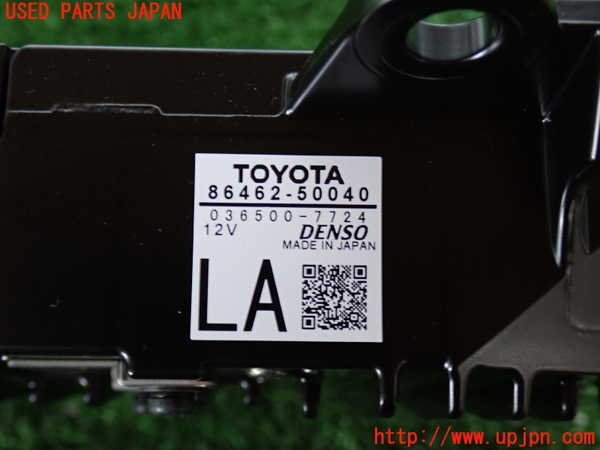 USED PARTS JAPAN
TOYOTA
86462-50040
036500-7724
12V DENSO
MADE IN JAPAN
LA
http://www.upjpn.com/